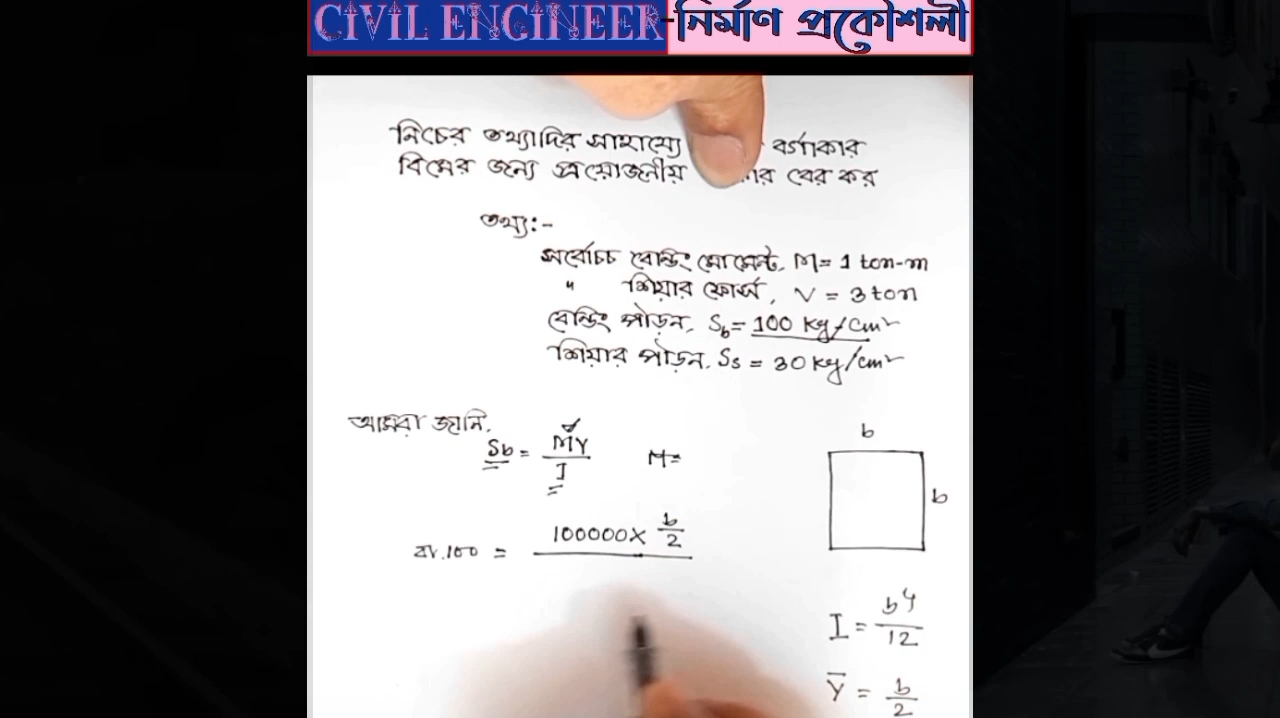 CIVIL ENGINEER-নির্মাণ প্রকৌশলী
নিচের তথ্যাদির সাহায্যে বর্গাকার
বিমের জন্য প্রয়োজনীয় বের কর
তথ্য:-
সর্বোচ্চ বেন্ডিং মোমেন্ট, M= 1 ton-m
" শিয়ার ফোর্স, V = 3 ton
বেন্ডিং পীড়ন, Sb= 100 kg/cm²
শিয়ার পীড়ন, Ss = 30 kg/cm²
আমরা জানি,
Sb = MY/I M=
বা, 100 = 100000× b/2
b
b
I = b⁴/12
Ȳ = b/2